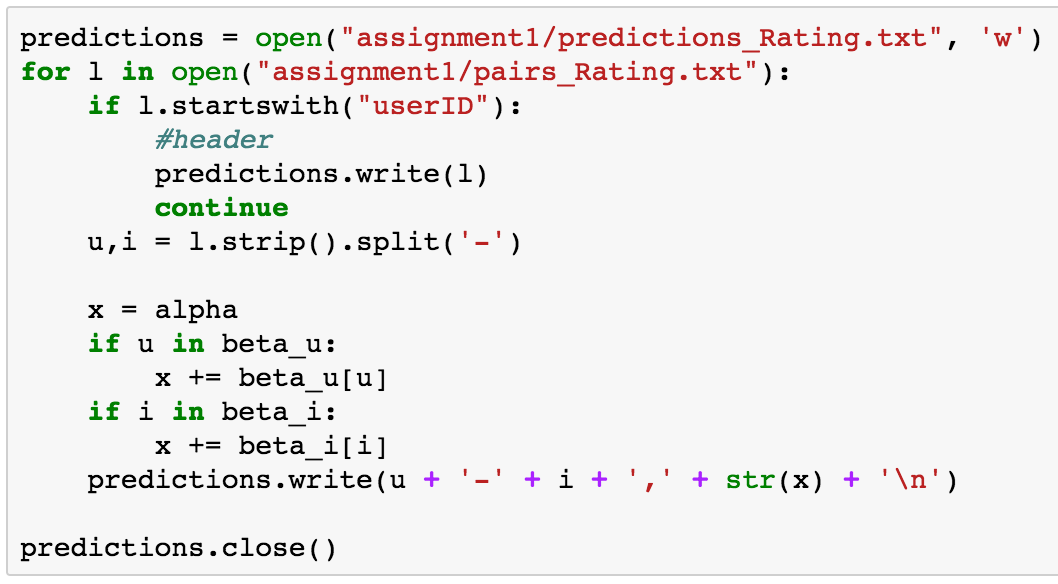 predictions = open("assignment1/predictions_Rating.txt", 'w')
for l in open("assignment1/pairs_Rating.txt"):
    if l.startswith("userID"):
        #header
        predictions.write(l)
        continue
    u,i = l.strip().split('-')

    x = alpha
    if u in beta_u:
        x += beta_u[u]
    if i in beta_i:
        x += beta_i[i]
    predictions.write(u + '-' + i + ',' + str(x) + '\n')

predictions.close()